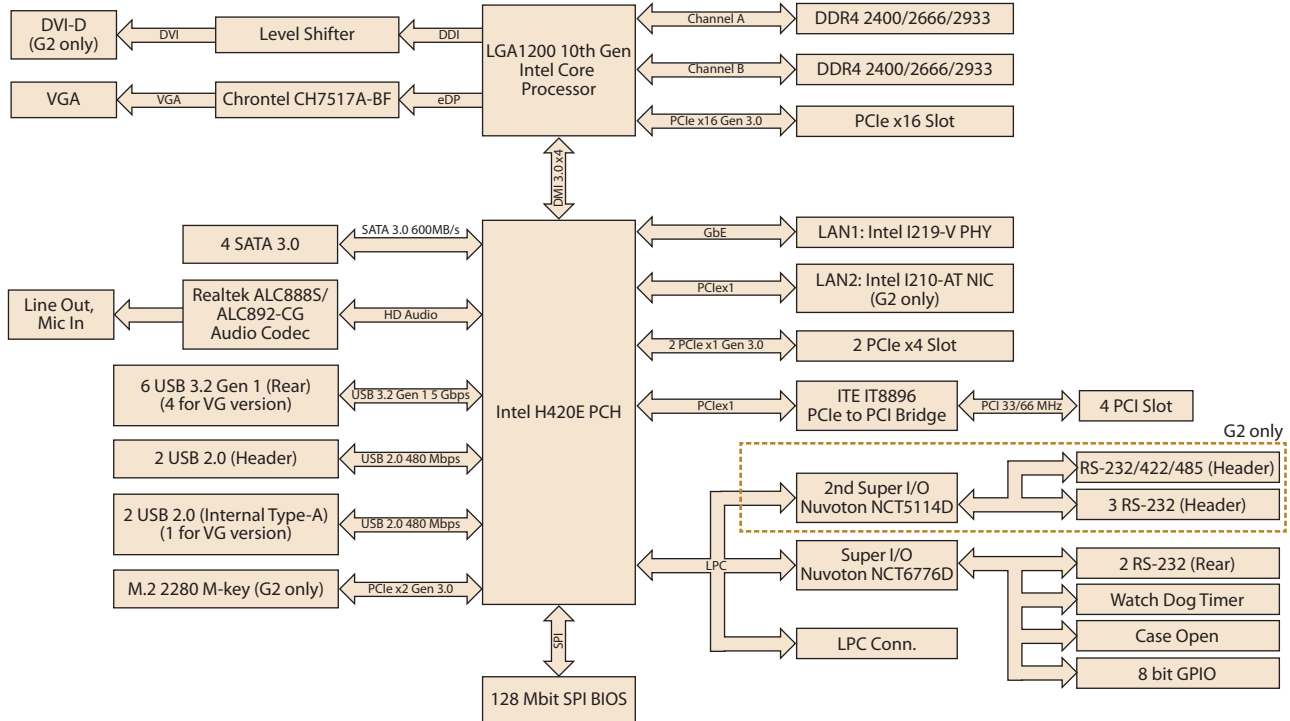 DVI-D
(G2 only)
DVI
Level Shifter
DDI
VGA
VGA
Chrontel CH7517A-BF
eDP
LGA1200 10th Gen
Intel Core
Processor
Channel A
DDR4 2400/2666/2933
Channel B
DDR4 2400/2666/2933
PCIe x16 Gen 3.0
PCIe x16 Slot
DMI 3.0 x4
4 SATA 3.0
SATA 3.0 600MB/s
Line Out,
Mic In
Realtek ALC888S/
ALC892-CG
Audio Codec
HD Audio
6 USB 3.2 Gen 1 (Rear)
(4 for VG version)
USB 3.2 Gen 1 5 Gbps
2 USB 2.0 (Header)
USB 2.0 480 Mbps
2 USB 2.0 (Internal Type-A)
(1 for VG version)
USB 2.0 480 Mbps
M.2 2280 M-key (G2 only)
PCIe x2 Gen 3.0
Intel H420E PCH
GbE
LAN1: Intel I219-V PHY
PCIex1
LAN2: Intel I210-AT NIC
(G2 only)
2 PCIe x1 Gen 3.0
2 PCIe x4 Slot
PCIex1
ITE IT8896
PCIe to PCI Bridge
PCI 33/66 MHz
4 PCI Slot
G2 only
2nd Super I/O
Nuvoton NCT5114D
RS-232/422/485 (Header)
3 RS-232 (Header)
LPC
Super I/O
Nuvoton NCT6776D
2 RS-232 (Rear)
Watch Dog Timer
Case Open
8 bit GPIO
LPC Conn.
SPI
128 Mbit SPI BIOS